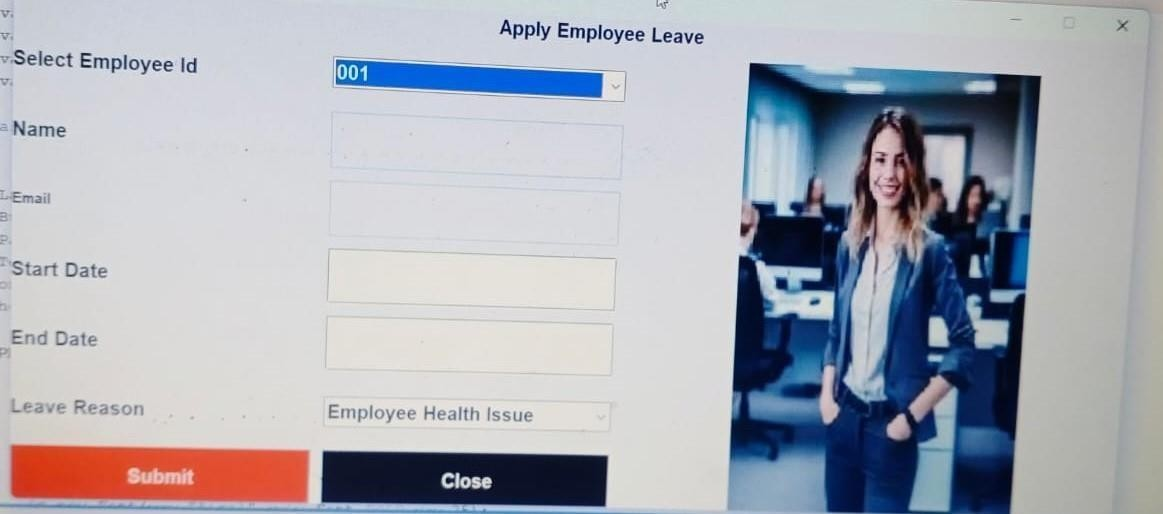 Apply Employee Leave
Select Employee Id
001
Name
Email
Start Date
End Date
Leave Reason
Employee Health Issue
Submit
Close